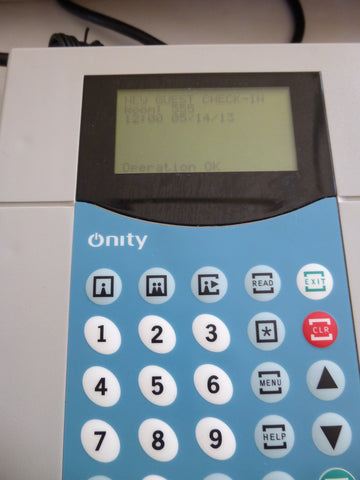 NEW GUEST CHECK-IN
Room: 555
12:00 05/14/13
Operation OK
Onity
READ
EXIT
1 2 3 * CLR
4 5 6 MENU
7 8 9 HELP